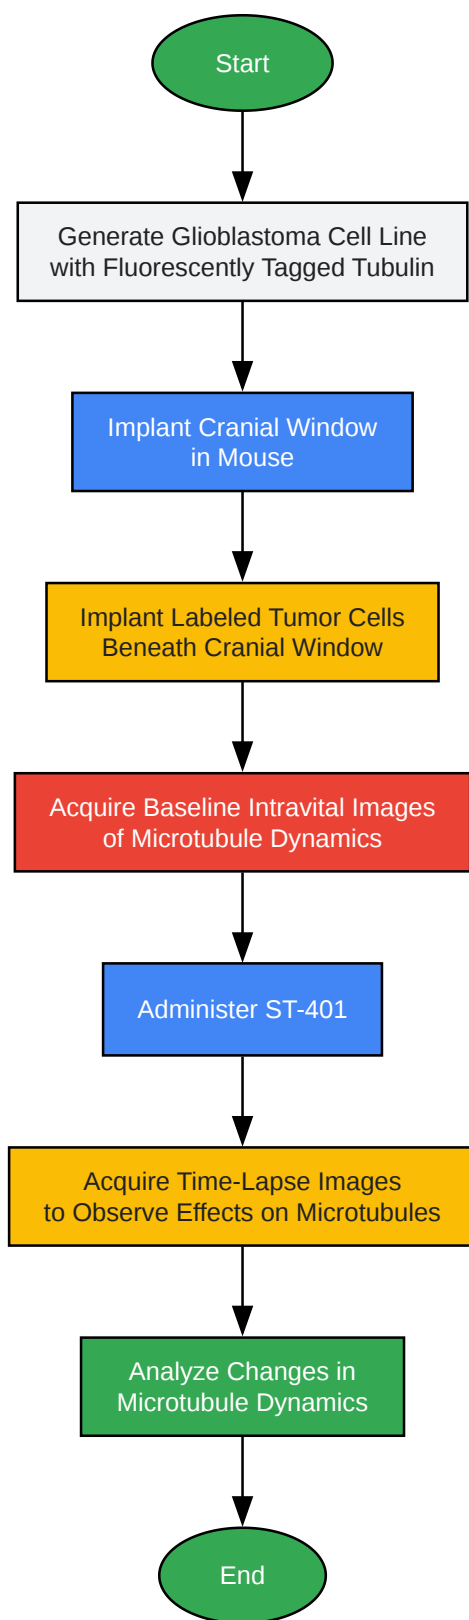 Start
Generate Glioblastoma Cell Line
with Fluorescently Tagged Tubulin
Implant Cranial Window
in Mouse
Implant Labeled Tumor Cells
Beneath Cranial Window
Acquire Baseline Intravital Images
of Microtubule Dynamics
Administer ST-401
Acquire Time-Lapse Images
to Observe Effects on Microtubules
Analyze Changes in
Microtubule Dynamics
End